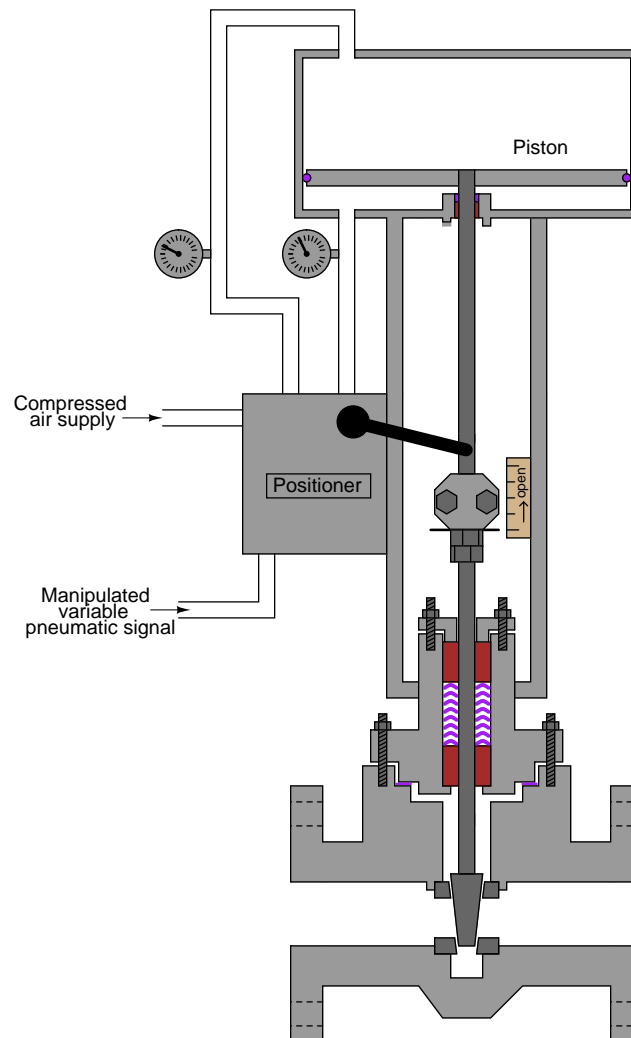 Piston
Compressed
air supply
Positioner
open
Manipulated
variable
pneumatic signal